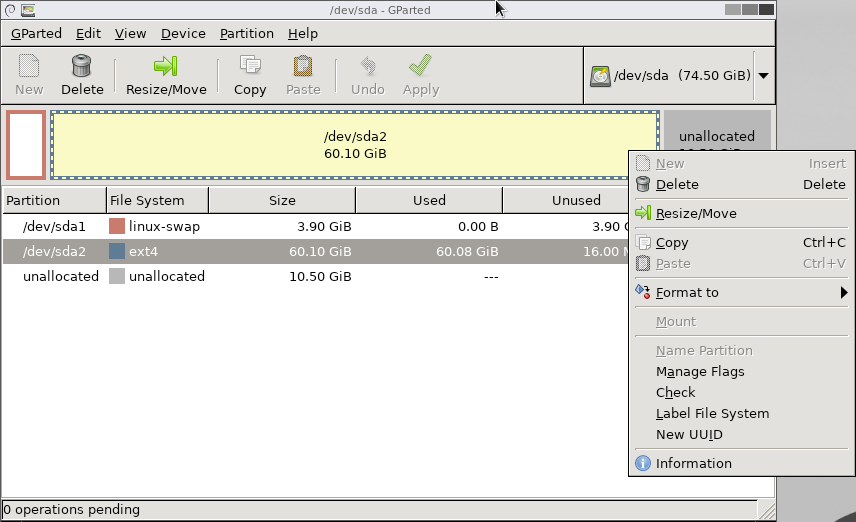 /dev/sda - GParted
GParted Edit View Device Partition Help
New Delete Resize/Move Copy Paste Undo Apply
/dev/sda (74.50 GiB)
/dev/sda2
60.10 GiB
unallocated
Partition File System Size Used Unused
/dev/sda1 linux-swap 3.90 GiB 0.00 B 3.90
/dev/sda2 ext4 60.10 GiB 60.08 GiB 16.00
unallocated unallocated 10.50 GiB ---
New Insert
Delete Delete
Resize/Move
Copy Ctrl+C
Paste Ctrl+V
Format to
Mount
Name Partition
Manage Flags
Check
Label File System
New UUID
Information
0 operations pending